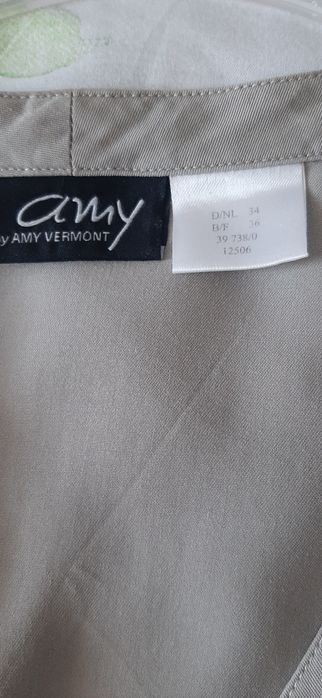 amy
by AMY VERMONT
D/NL 34
B/F 36
39 738/0
12506